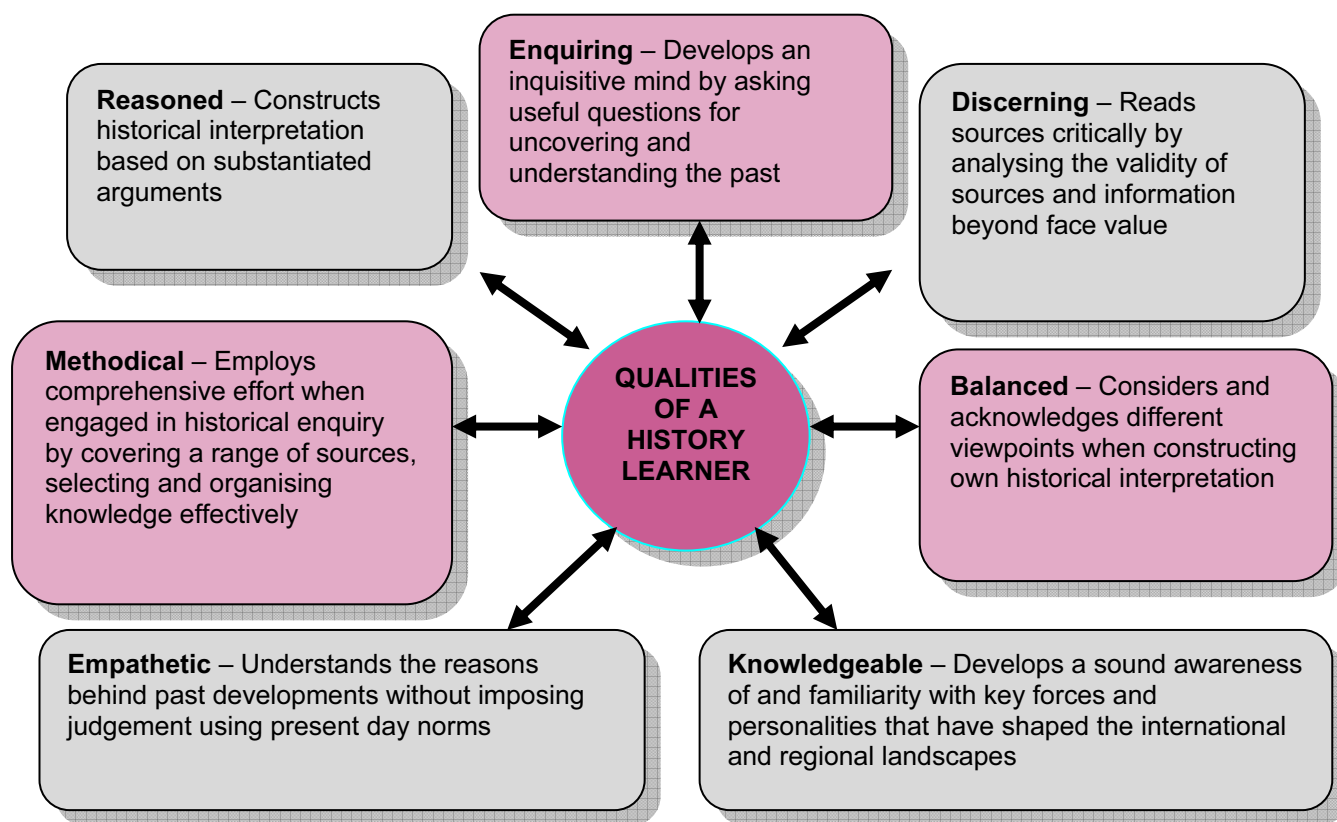 Enquiring – Develops an
inquisitive mind by asking
useful questions for
uncovering and
understanding the past
Reasoned – Constructs
historical interpretation
based on substantiated
arguments
Discerning – Reads
sources critically by
analysing the validity of
sources and information
beyond face value
Methodical – Employs
comprehensive effort when
engaged in historical enquiry
by covering a range of sources,
selecting and organising
knowledge effectively
QUALITIES
OF A
HISTORY
LEARNER
Balanced – Considers and
acknowledges different
viewpoints when constructing
own historical interpretation
Empathetic – Understands the reasons
behind past developments without imposing
judgement using present day norms
Knowledgeable – Develops a sound awareness
of and familiarity with key forces and
personalities that have shaped the international
and regional landscapes